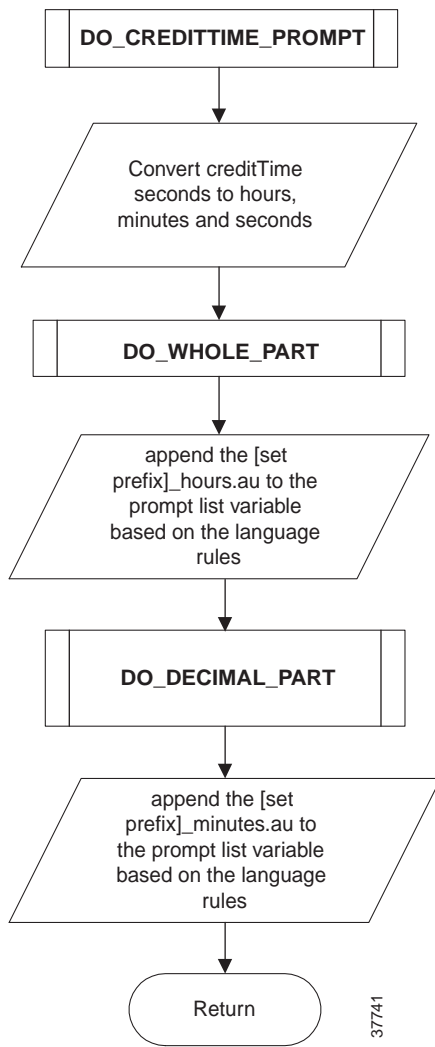 DO_CREDITTIME_PROMPT
Convert creditTime
seconds to hours,
minutes and seconds
DO_WHOLE_PART
append the [set
prefix]_hours.au to the
prompt list variable
based on the language
rules
DO_DECIMAL_PART
append the [set
prefix]_minutes.au to
the prompt list variable
based on the language
rules
Return
37741